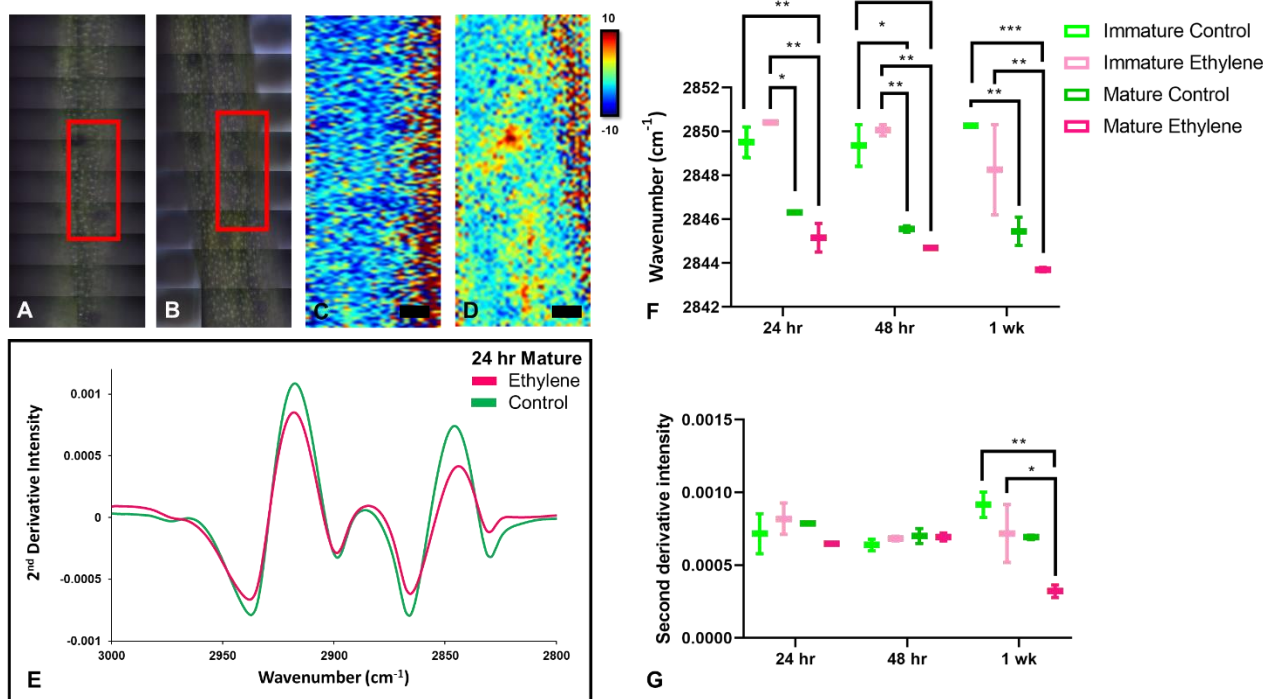 A
B
C
D
10
-10
24 hr Mature
Ethylene
Control
0.001
0.0005
0
-0.0005
-0.001
2nd Derivative Intensity
3000
2950
2900
2850
2800
Wavenumber (cm-1)
E
**
**
*
*
**
**
***
**
**
Immature Control
Immature Ethylene
Mature Control
Mature Ethylene
2852
2850
2848
2846
2844
2842
Wavenumber (cm-1)
24 hr
48 hr
1 wk
F
**
*
0.0015
0.0010
0.0005
0.0000
Second derivative intensity
24 hr
48 hr
1 wk
G